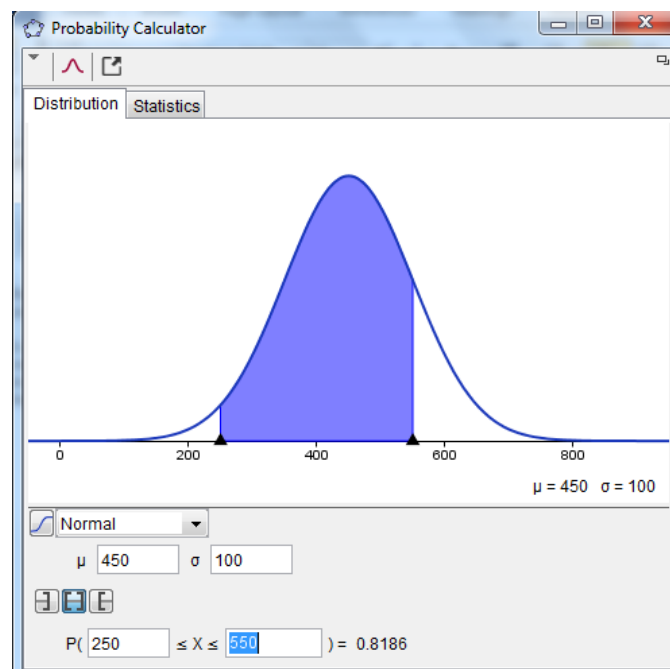 Probability Calculator
Distribution Statistics
0 200 400 600 800
μ = 450 σ = 100
Normal
μ 450 σ 100
P( 250 ≤ X ≤ 550 ) = 0.8186